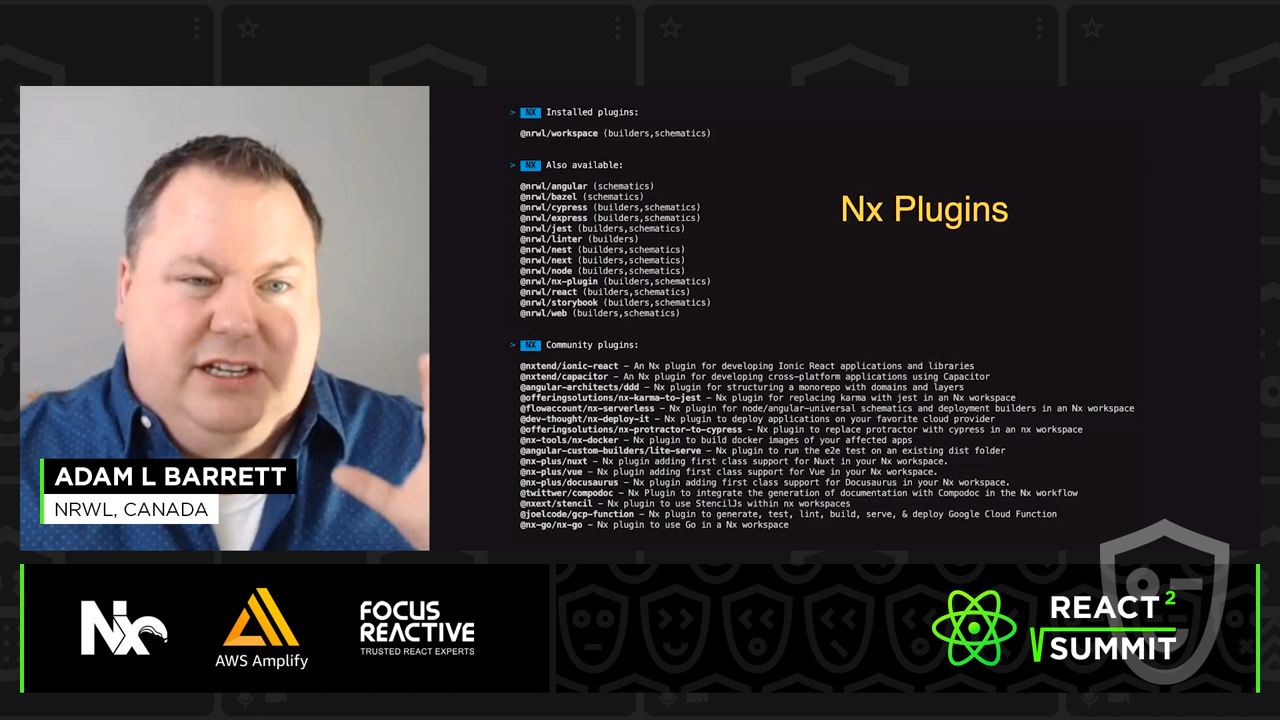 > NX Installed plugins:
@nrwl/workspace (builders,schematics)
> NX Also available:
@nrwl/angular (schematics)
@nrwl/bazel (schematics)
@nrwl/cypress (builders,schematics)
@nrwl/express (builders,schematics)
@nrwl/jest (builders,schematics)
@nrwl/linter (builders)
@nrwl/nest (builders,schematics)
@nrwl/next (builders,schematics)
@nrwl/node (builders,schematics)
@nrwl/nx-plugin (builders,schematics)
@nrwl/react (builders,schematics)
@nrwl/storybook (builders,schematics)
@nrwl/web (builders,schematics)
Nx Plugins
> NX Community plugins:
@nxtend/ionic-react – An Nx plugin for developing Ionic React applications and libraries
@nxtend/capacitor – An Nx plugin for developing cross-platform applications using Capacitor
@angular-architects/ddd – Nx plugin for structuring a monorepo with domains and layers
@offeringsolutions/nx-karma-to-jest – Nx plugin for replacing karma with jest in an Nx workspace
@flowaccount/nx-serverless – Nx plugin for node/angular-universal schematics and deployment builders in an Nx workspace
@dev-thought/nx-deploy-it – Nx plugin to deploy applications on your favorite cloud provider
@offeringsolutions/nx-protractor-to-cypress – Nx plugin to replace protractor with cypress in an nx workspace
@nx-tools/nx-docker – Nx plugin to build docker images of your affected apps
@angular-custom-builders/lite-serve – Nx plugin to run the e2e test on an existing dist folder
@nx-plus/nuxt – Nx plugin adding first class support for Nuxt in your Nx workspace.
@nx-plus/vue – Nx plugin adding first class support for Vue in your Nx workspace.
@nx-plus/docusaurus – Nx plugin adding first class support for Docusaurus in your Nx workspace.
@twittwer/compodoc – Nx Plugin to integrate the generation of documentation with Compodoc in the Nx workflow
@nxext/stencil – Nx plugin to use StencilJs within nx workspaces
@joelcode/gcp-function – Nx plugin to generate, test, lint, build, serve, & deploy Google Cloud Function
@nx-go/nx-go – Nx plugin to use Go in a Nx workspace
ADAM L BARRETT
NRWL, CANADA
Nx
AWS Amplify
FOCUS
REACTIVE
TRUSTED REACT EXPERTS
REACT 2
SUMMIT